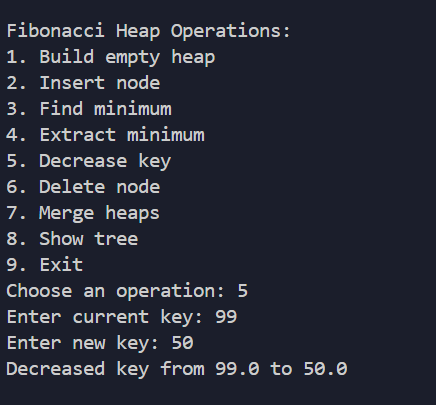 Fibonacci Heap Operations:
1. Build empty heap
2. Insert node
3. Find minimum
4. Extract minimum
5. Decrease key
6. Delete node
7. Merge heaps
8. Show tree
9. Exit
Choose an operation: 5
Enter current key: 99
Enter new key: 50
Decreased key from 99.0 to 50.0